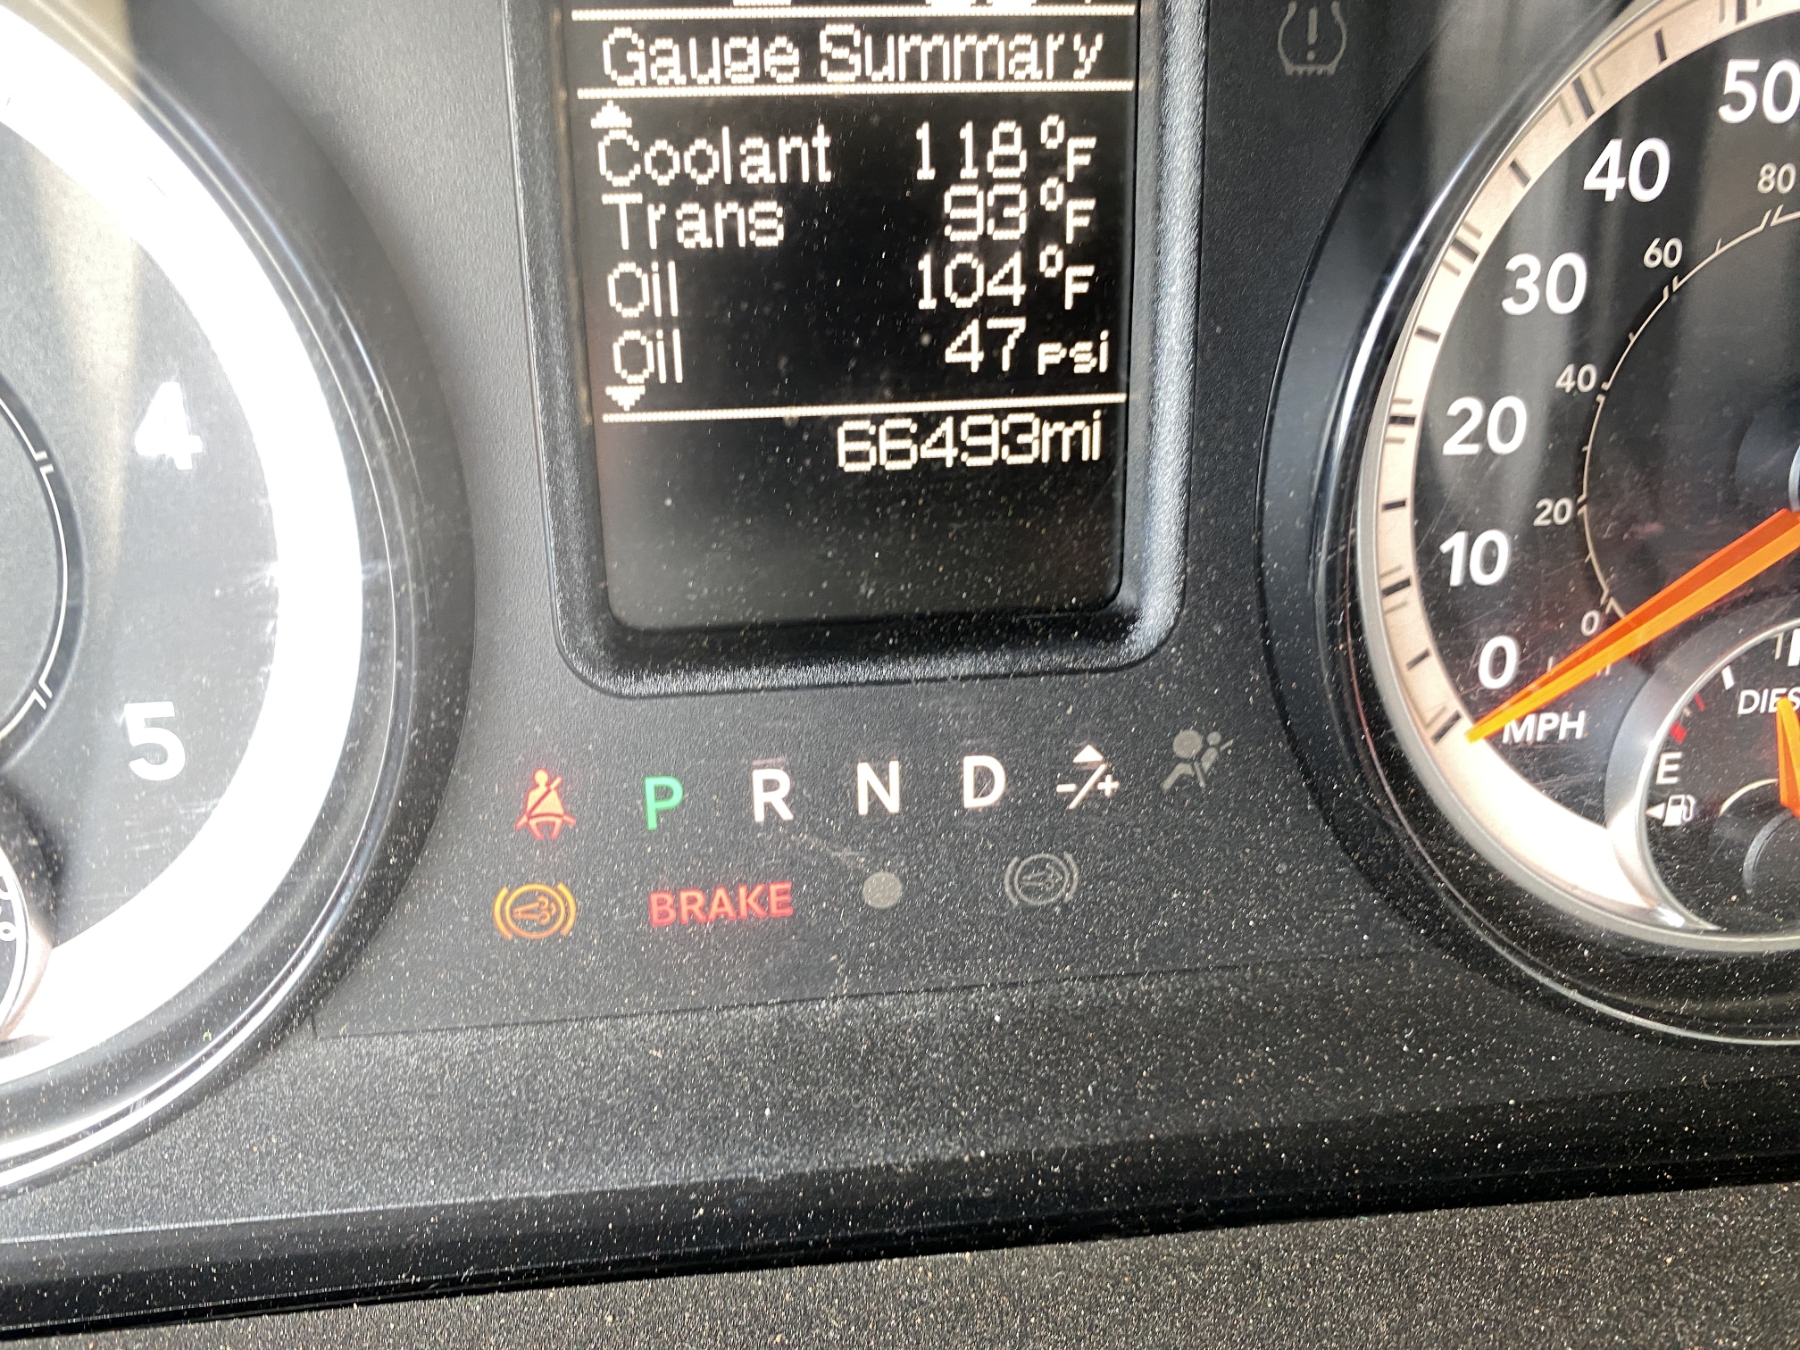 Gauge Summary
Coolant 118°F
Trans 93°F
Oil 104°F
Oil 47 psi
66493mi
4
5
50
40
30
20
10
0
MPH
80
60
40
20
0
DIES
E
P R N D -/+
BRAKE